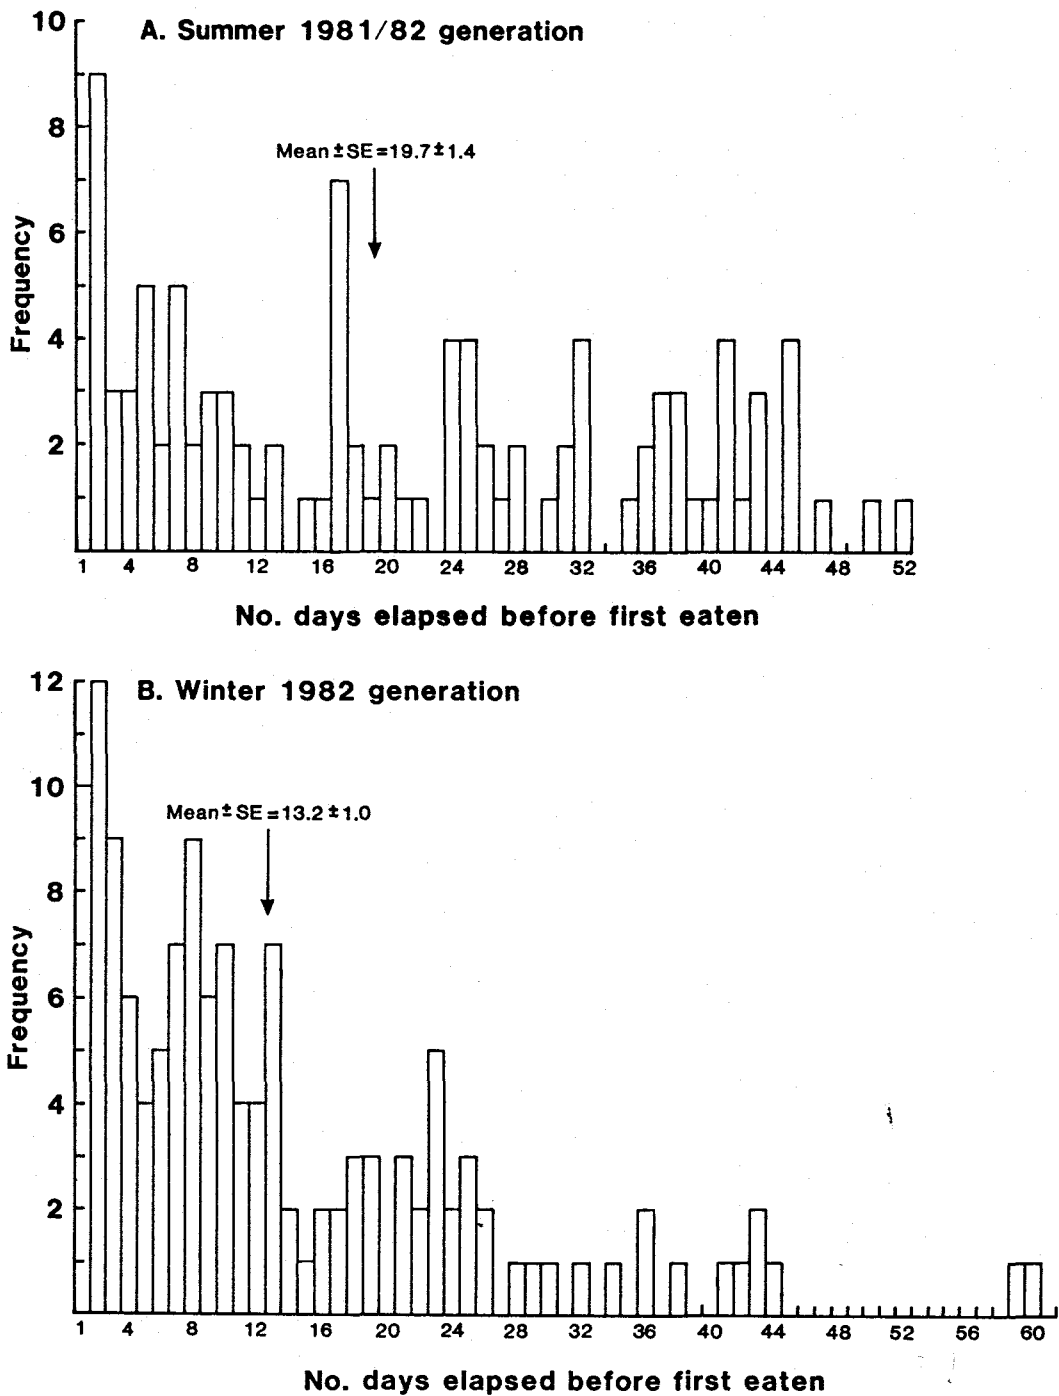 A. Summer 1981/82 generation
Mean ± SE = 19.7 ± 1.4
Frequency
10
8
6
4
2
1 4 8 12 16 20 24 28 32 36 40 44 48 52
No. days elapsed before first eaten
B. Winter 1982 generation
Mean ± SE = 13.2 ± 1.0
Frequency
12
10
8
6
4
2
1 4 8 12 16 20 24 28 32 36 40 44 48 52 56 60
No. days elapsed before first eaten